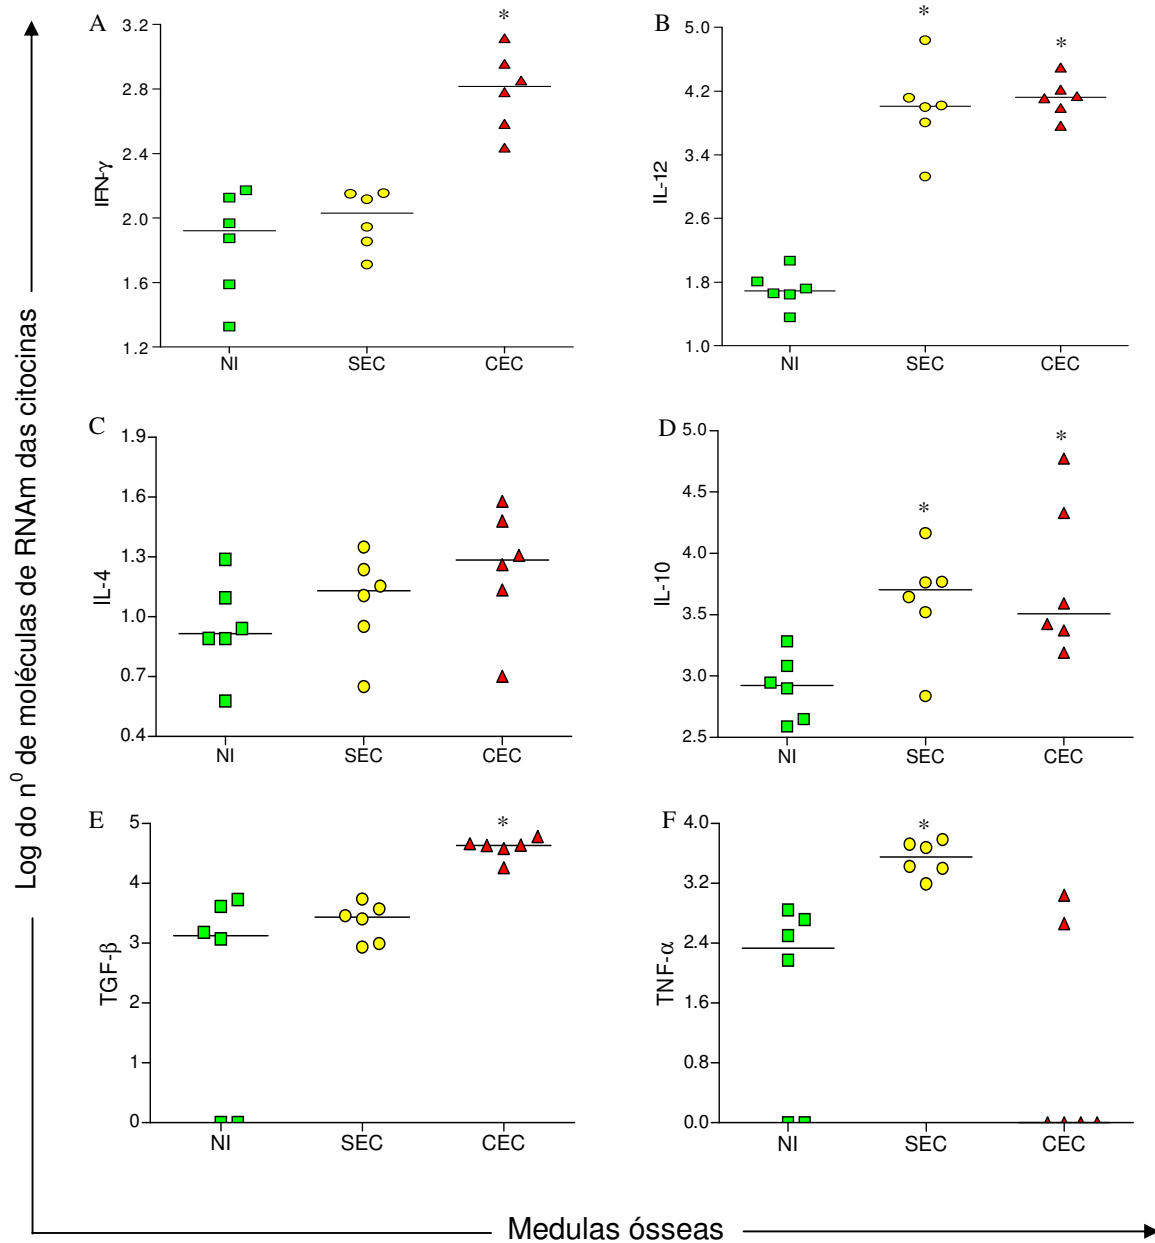 Log do n⁰ de moléculas de RNAm das citocinas
A
IFN-γ
3.2
2.8
2.4
2.0
1.6
1.2
*
NI SEC CEC
B
IL-12
5.0
4.2
3.4
2.6
1.8
1.0
* *
NI SEC CEC
C
IL-4
1.9
1.6
1.3
1.0
0.7
0.4
NI SEC CEC
D
IL-10
5.0
4.5
4.0
3.5
3.0
2.5
* *
NI SEC CEC
E
TGF-β
5
4
3
2
1
0
*
NI SEC CEC
F
TNF-α
4.0
3.2
2.4
1.6
0.8
0.0
*
NI SEC CEC
Medulas ósseas